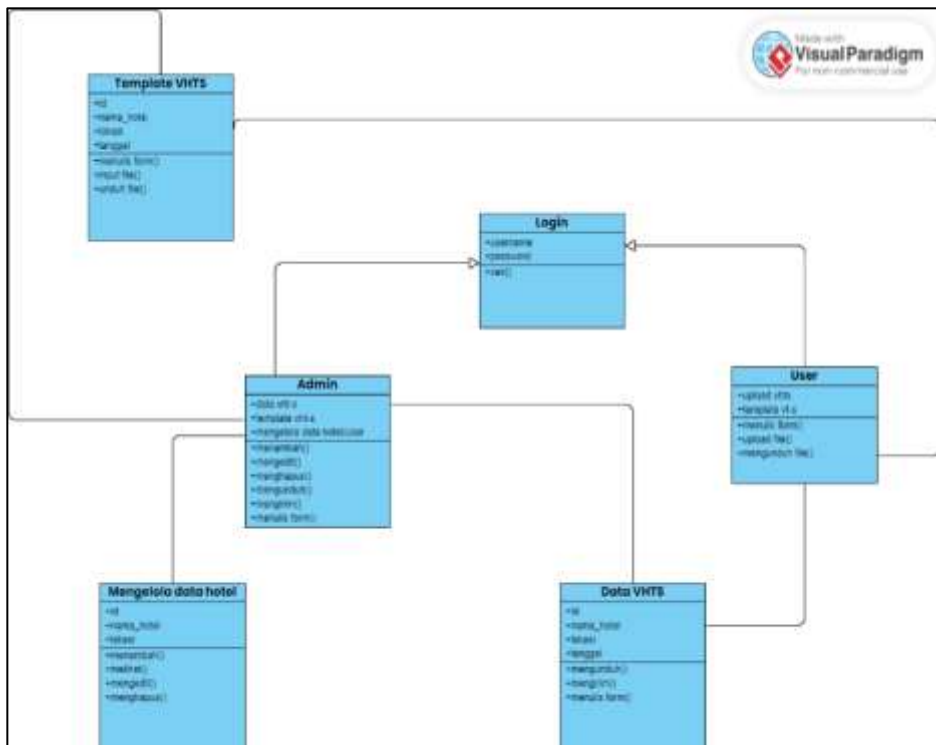 Made with
Visual Paradigm
For non-commercial use
Template VHTS
+id
+nama_hotel
+lokasi
+tanggal
+menulis form()
+input file()
+unduh file()
Login
+username
+password
Admin
+data vhts
+template vhts
+mengelola data hotel/user
+menambah()
+mengedit()
+menghapus()
+mengunduh()
+mengirim()
+menulis form()
User
+upload vhts
+template vhts
+menulis form()
+upload file()
+mengunduh file()
Mengelola data hotel
+id
+nama_hotel
+lokasi
+menambah()
+melihat()
+mengedit()
+menghapus()
Data VHTS
+id
+nama_hotel
+lokasi
+tanggal
+mengunduh()
+mengirim()
+menulis form()